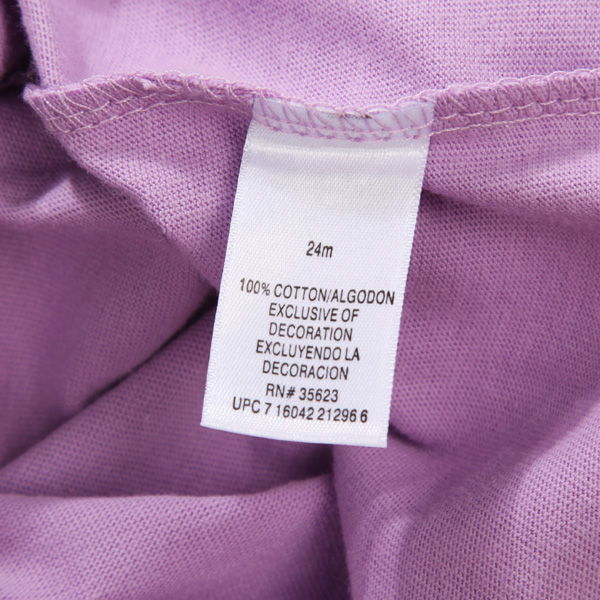 24m
100% COTTON/ALGODON
EXCLUSIVE OF
DECORATION
EXCLUYENDO LA
DECORACION
RN# 35623
UPC 7 16042 21296 6